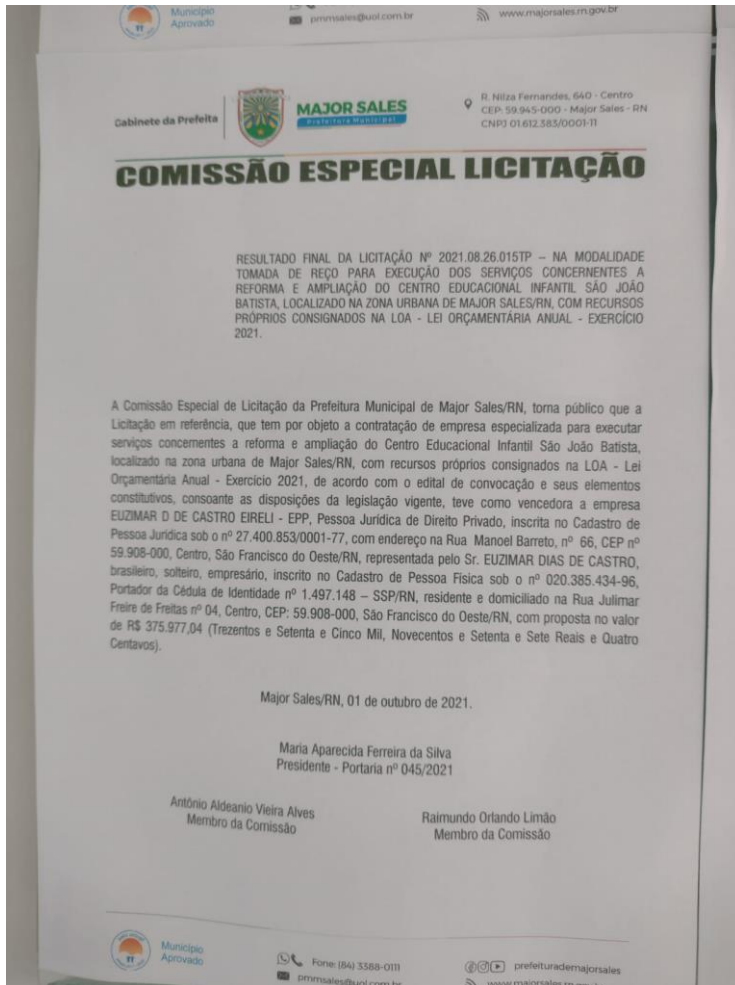 Município
Aprovado
pmmsales@uol.com.br
www.majorsales.rn.gov.br
Gabinete da Prefeita
MAJOR SALES
Prefeitura Municipal
R. Nilza Fernandes, 640 - Centro
CEP: 59.945-000 - Major Sales - RN
CNPJ 01.612.383/0001-11
COMISSÃO ESPECIAL LICITAÇÃO
RESULTADO FINAL DA LICITAÇÃO Nº 2021.08.26.015TP – NA MODALIDADE
TOMADA DE REÇO PARA EXECUÇÃO DOS SERVIÇOS CONCERNENTES A
REFORMA E AMPLIAÇÃO DO CENTRO EDUCACIONAL INFANTIL SÃO JOÃO
BATISTA, LOCALIZADO NA ZONA URBANA DE MAJOR SALES/RN, COM RECURSOS
PRÓPRIOS CONSIGNADOS NA LOA - LEI ORÇAMENTÁRIA ANUAL - EXERCÍCIO
2021.
A Comissão Especial de Licitação da Prefeitura Municipal de Major Sales/RN, torna público que a
Licitação em referência, que tem por objeto a contratação de empresa especializada para executar
serviços concernentes a reforma e ampliação do Centro Educacional Infantil São João Batista,
localizado na zona urbana de Major Sales/RN, com recursos próprios consignados na LOA - Lei
Orçamentária Anual - Exercício 2021, de acordo com o edital de convocação e seus elementos
constitutivos, consoante as disposições da legislação vigente, teve como vencedora a empresa
EUZIMAR D DE CASTRO EIRELI - EPP, Pessoa Jurídica de Direito Privado, inscrita no Cadastro de
Pessoa Jurídica sob o nº 27.400.853/0001-77, com endereço na Rua Manoel Barreto, nº 66, CEP nº
59.908-000, Centro, São Francisco do Oeste/RN, representada pelo Sr. EUZIMAR DIAS DE CASTRO,
brasileiro, solteiro, empresário, inscrito no Cadastro de Pessoa Física sob o nº 020.385.434-96,
Portador da Cédula de Identidade nº 1.497.148 – SSP/RN, residente e domiciliado na Rua Julimar
Freire de Freitas nº 04, Centro, CEP: 59.908-000, São Francisco do Oeste/RN, com proposta no valor
de R$ 375.977,04 (Trezentos e Setenta e Cinco Mil, Novecentos e Setenta e Sete Reais e Quatro
Centavos).
Major Sales/RN, 01 de outubro de 2021.
Maria Aparecida Ferreira da Silva
Presidente - Portaria nº 045/2021
Antônio Aldeanio Vieira Alves
Membro da Comissão
Raimundo Orlando Limão
Membro da Comissão
Município
Aprovado
Fone: (84) 3388-0111
prefeiturademajorsales
pmmsales@uol.com.br
www.majorsales.rn.gov.br